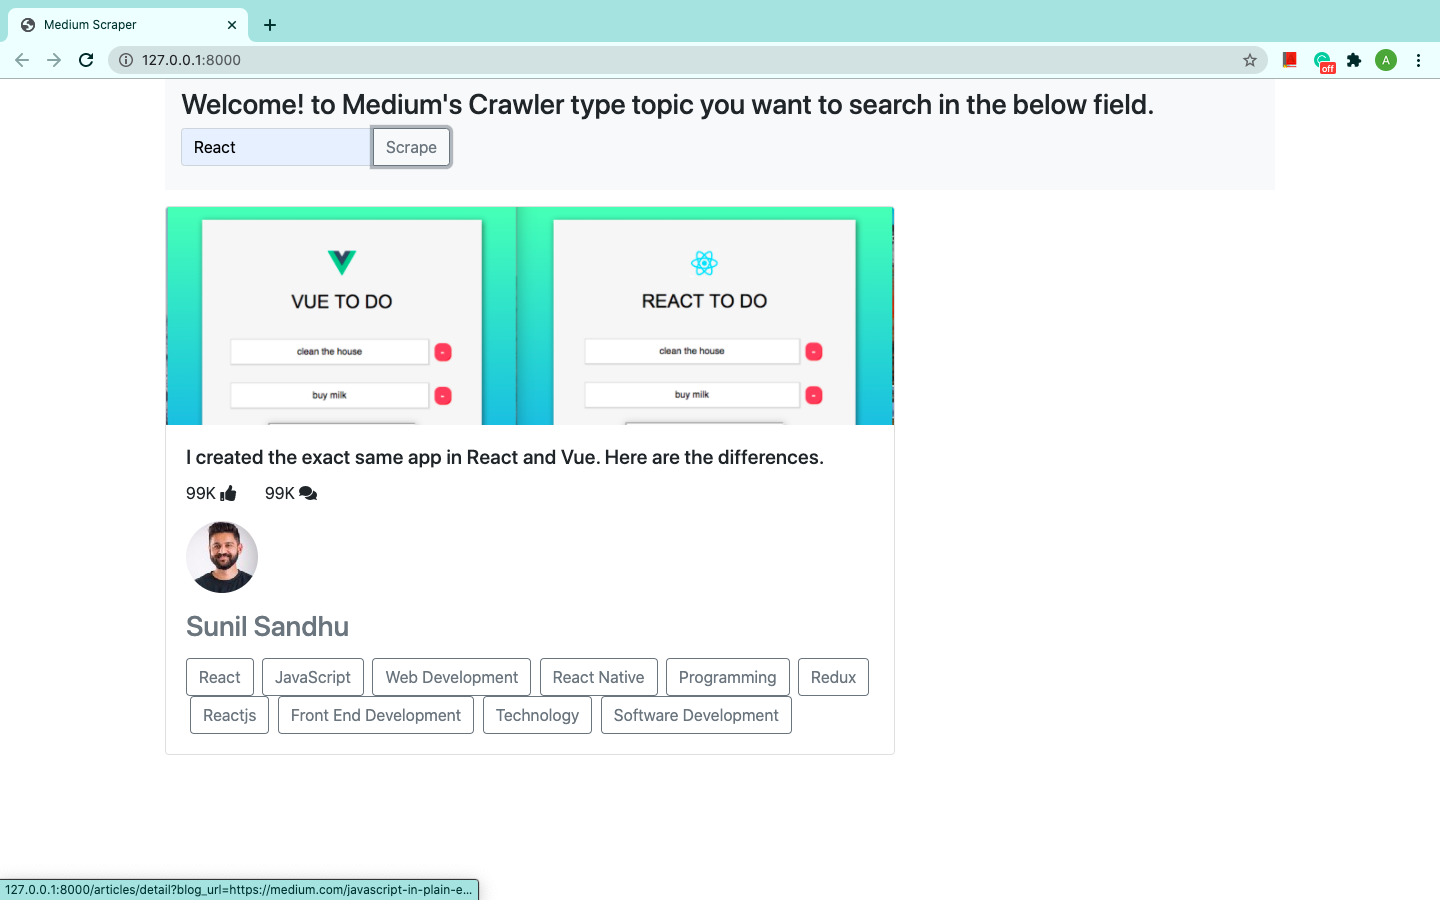 Medium Scraper
127.0.0.1:8000
off
A
Welcome! to Medium's Crawler type topic you want to search in the below field.
React
Scrape
VUE TO DO
REACT TO DO
clean the house
-
clean the house
-
buy milk
-
buy milk
-
I created the exact same app in React and Vue. Here are the differences.
99K 99K
Sunil Sandhu
React JavaScript Web Development React Native Programming Redux
Reactjs Front End Development Technology Software Development
127.0.0.1:8000/articles/detail?blog_url=https://medium.com/javascript-in-plain-e...